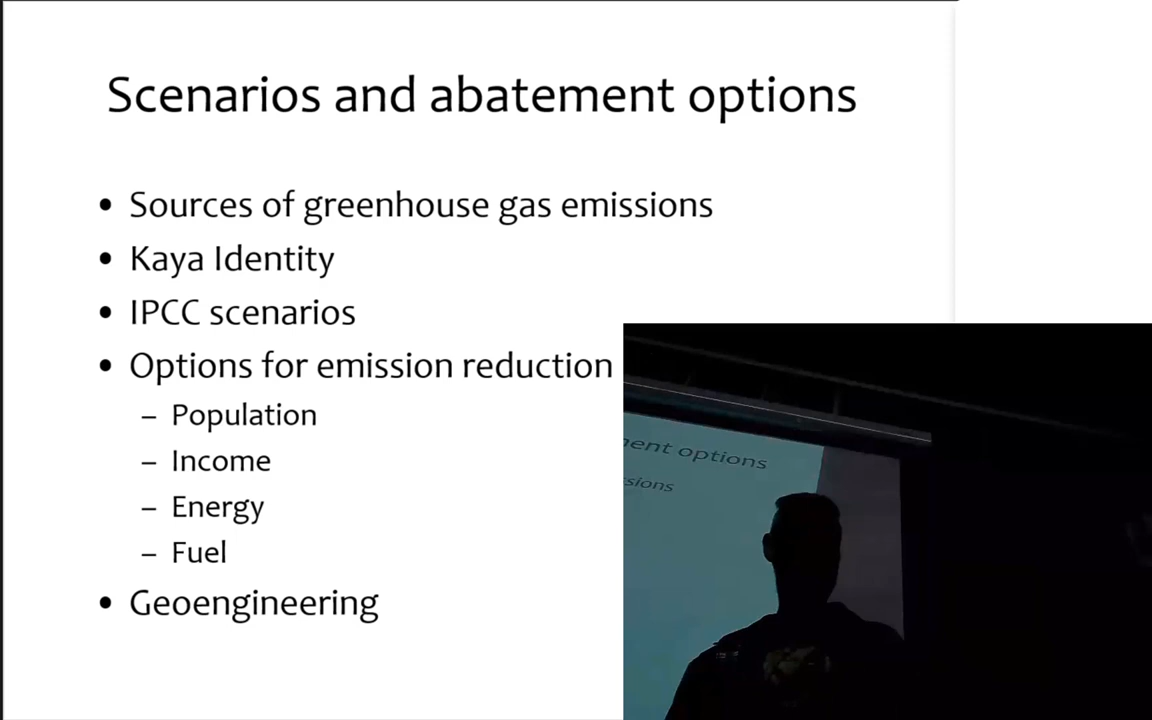 Scenarios and abatement options
• Sources of greenhouse gas emissions
• Kaya Identity
• IPCC scenarios
• Options for emission reduction
– Population
– Income
– Energy
– Fuel
• Geoengineering
ment options
sions